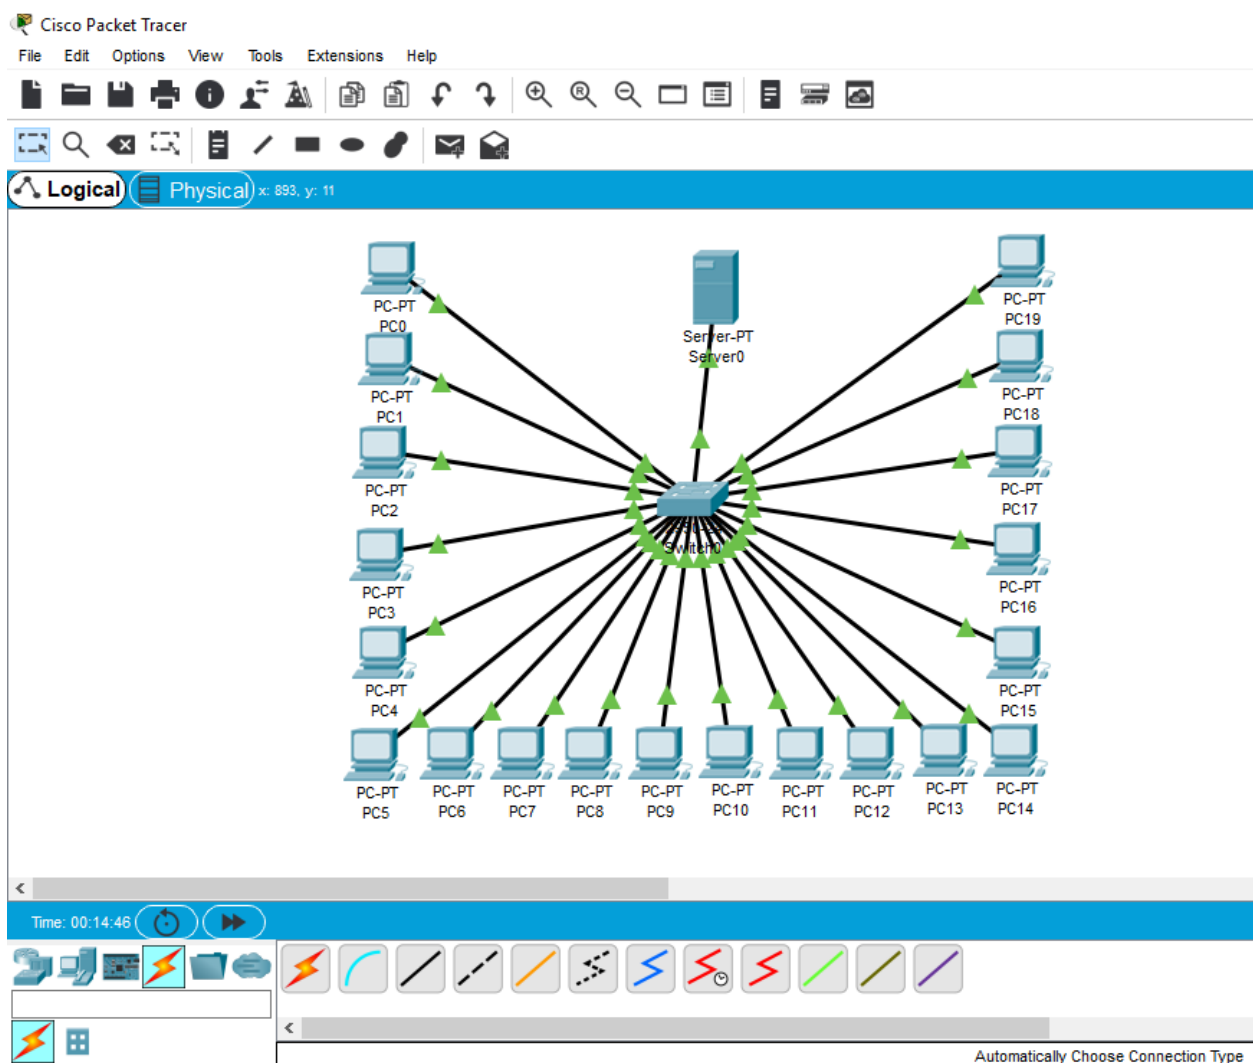 Cisco Packet Tracer
File Edit Options View Tools Extensions Help
Logical Physical x: 893, y: 11
PC-PT
PC0
PC-PT
PC1
PC-PT
PC2
PC-PT
PC3
PC-PT
PC4
PC-PT
PC5
PC-PT
PC6
PC-PT
PC7
PC-PT
PC8
PC-PT
PC9
PC-PT
PC10
PC-PT
PC11
PC-PT
PC12
PC-PT
PC13
PC-PT
PC14
PC-PT
PC15
PC-PT
PC16
PC-PT
PC17
PC-PT
PC18
PC-PT
PC19
Server-PT
Server0
Switch0
Time: 00:14:46
Automatically Choose Connection Type